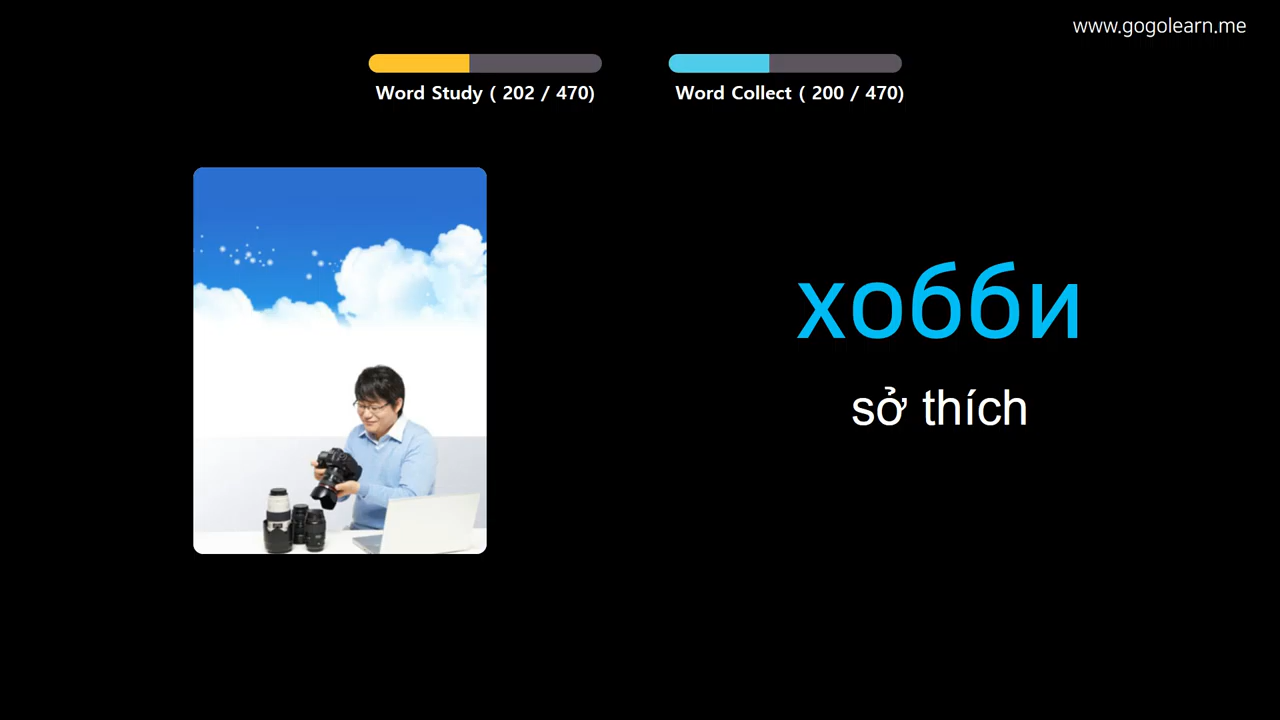 www.gogolearn.me
Word Study ( 202 / 470)
Word Collect ( 200 / 470)
хобби
sở thích